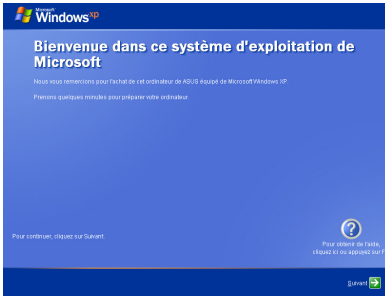 Microsoft
Windows xp
Bienvenue dans ce système d'exploitation de
Microsoft
Nous vous remercions pour l'achat de cet ordinateur de ASUS équipé de Microsoft Windows XP.
Prenons quelques minutes pour préparer votre ordinateur.
Pour continuer, cliquez sur Suivant.
?
Pour obtenir de l'aide,
cliquez ici ou appuyez sur F
Suivant